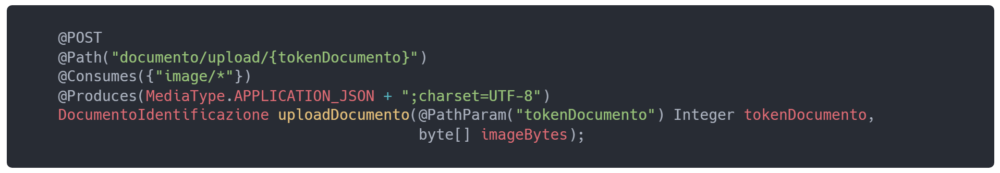 @POST
@Path("documento/upload/{tokenDocumento}")
@Consumes({"image/*"})
@Produces(MediaType.APPLICATION_JSON + ";charset=UTF-8")
DocumentoIdentificazione uploadDocumento(@PathParam("tokenDocumento") Integer tokenDocumento,
byte[] imageBytes);